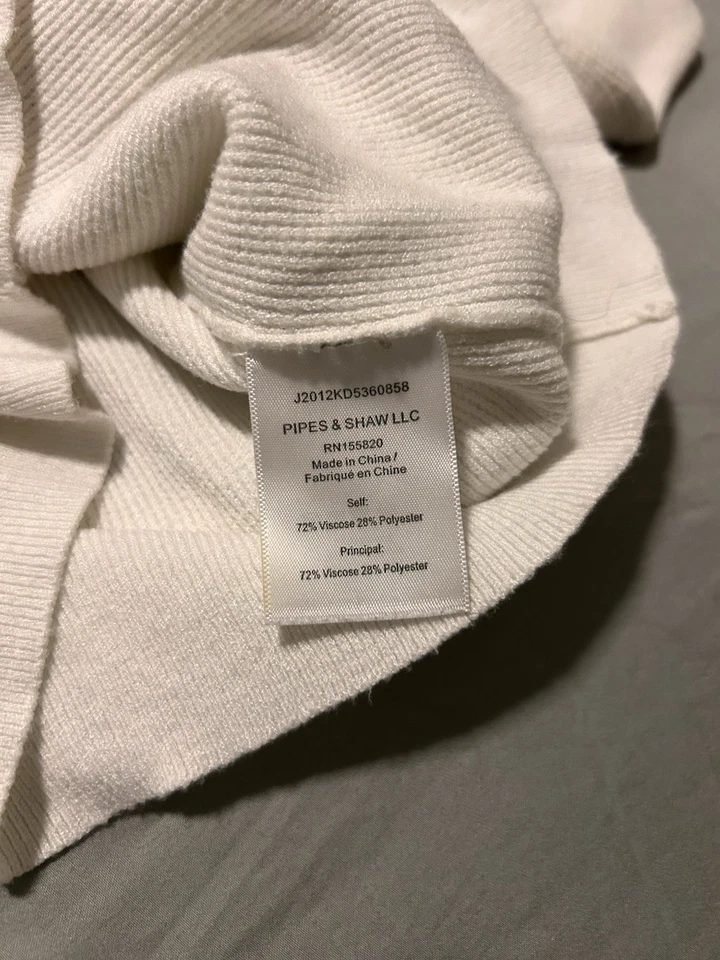 J2012KD5360858
PIPES & SHAW LLC
RN155820
Made in China /
Fabriqué en Chine
Self:
72% Viscose 28% Polyester
Principal:
72% Viscose 28% Polyester